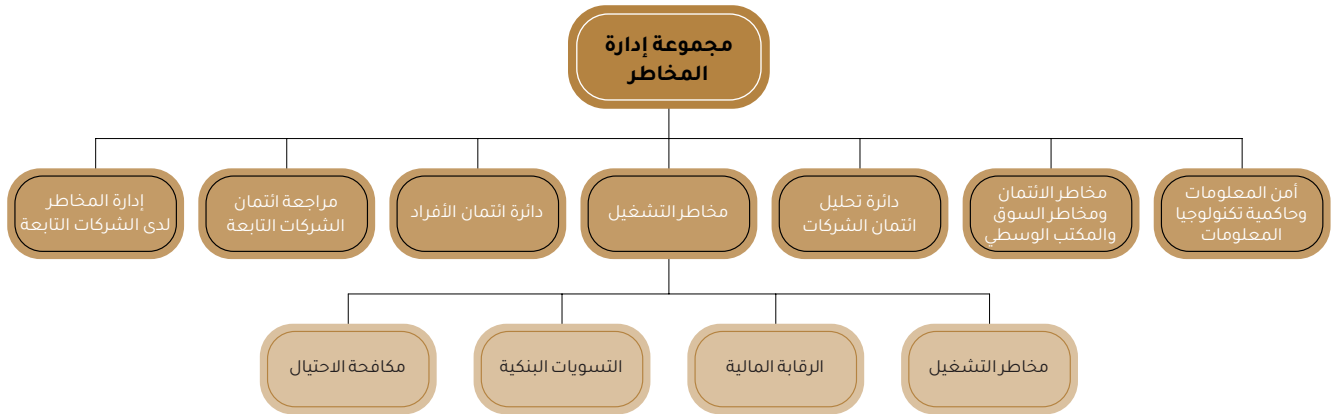 مجموعة إدارة
المخاطر
أمن المعلومات
وحاكمية تكنولوجيا
المعلومات
مخاطر الائتمان
ومخاطر السوق
والمكتب الوسطي
دائرة تحليل
ائتمان الشركات
مخاطر التشغيل
دائرة ائتمان الأفراد
مراجعة ائتمان
الشركات التابعة
إدارة المخاطر
لدى الشركات التابعة
مخاطر التشغيل
الرقابة المالية
التسويات البنكية
مكافحة الاحتيال